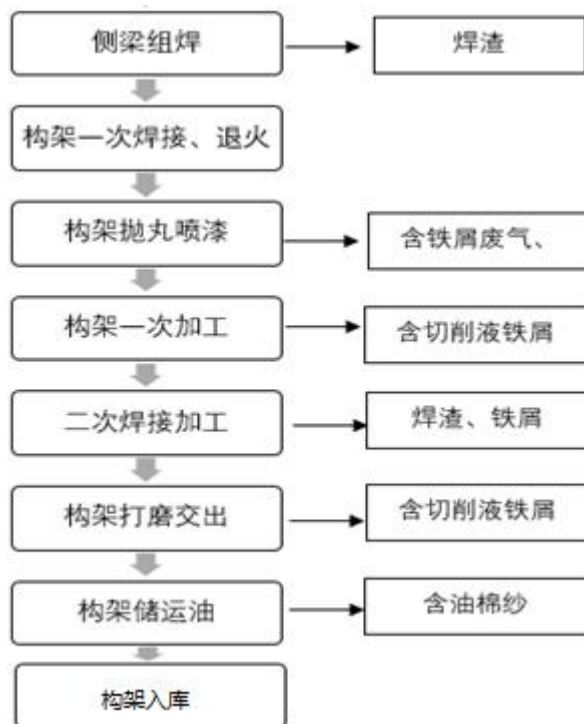 侧梁组焊
焊渣
构架一次焊接、退火
构架抛丸喷漆
含铁屑废气、
构架一次加工
含切削液铁屑
二次焊接加工
焊渣、铁屑
构架打磨交出
含切削液铁屑
构架储运油
含油棉纱
构架入库